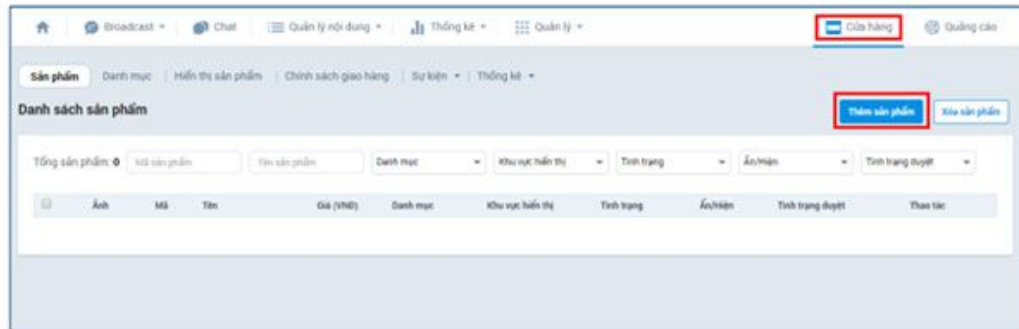 Broadcast Chat Quản lý nội dung Thống kê Quản lý Cửa hàng Quảng cáo
Sản phẩm Danh mục Hiển thị sản phẩm Chính sách giao hàng Sự kiện Thống kê
Danh sách sản phẩm Thêm sản phẩm Xóa sản phẩm
Tổng sản phẩm: 0 Mã sản phẩm Tên sản phẩm Danh mục Khu vực hiển thị Tình trạng Ẩn/Hiện Tình trạng duyệt
Ảnh Mã Tên Giá (VNĐ) Danh mục Khu vực hiển thị Tình trạng Ẩn/Hiện Tình trạng duyệt Thao tác